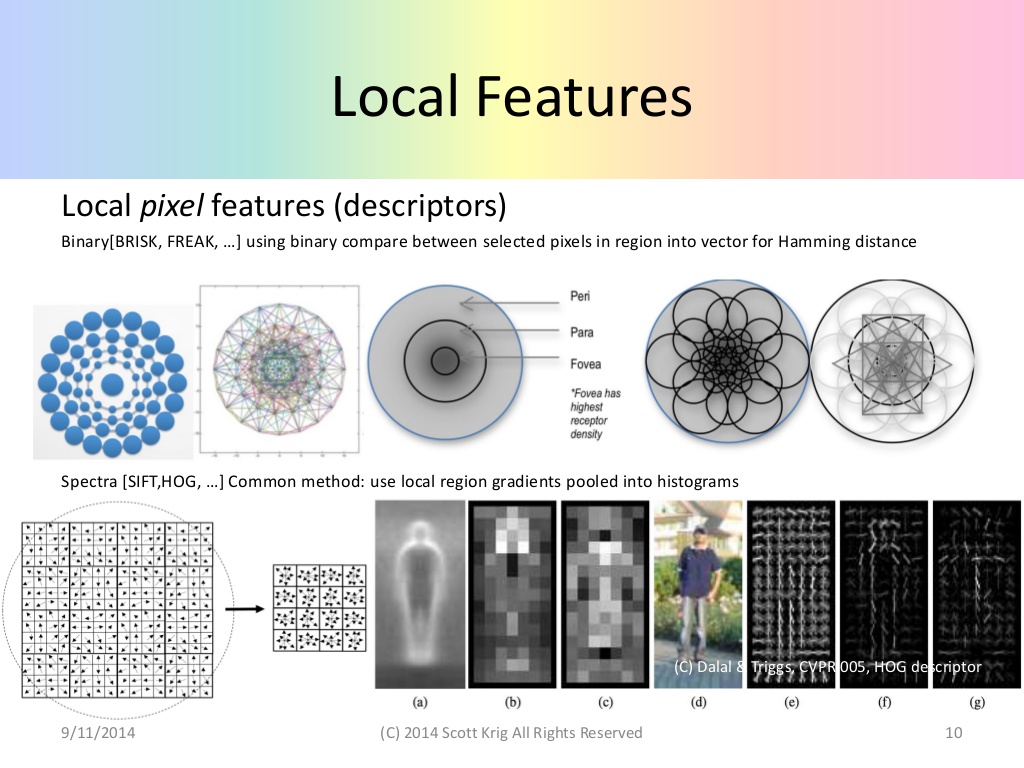 Local Features
Local pixel features (descriptors)
Binary[BRISK, FREAK, …] using binary compare between selected pixels in region into vector for Hamming distance
Peri
Para
Fovea
*Fovea has
highest
receptor
density
Spectra [SIFT,HOG, …] Common method: use local region gradients pooled into histograms
(C) Dalal & Triggs, CVPR 005, HOG descriptor
(a) (b) (c) (d) (e) (f) (g)
9/11/2014 (C) 2014 Scott Krig All Rights Reserved 10